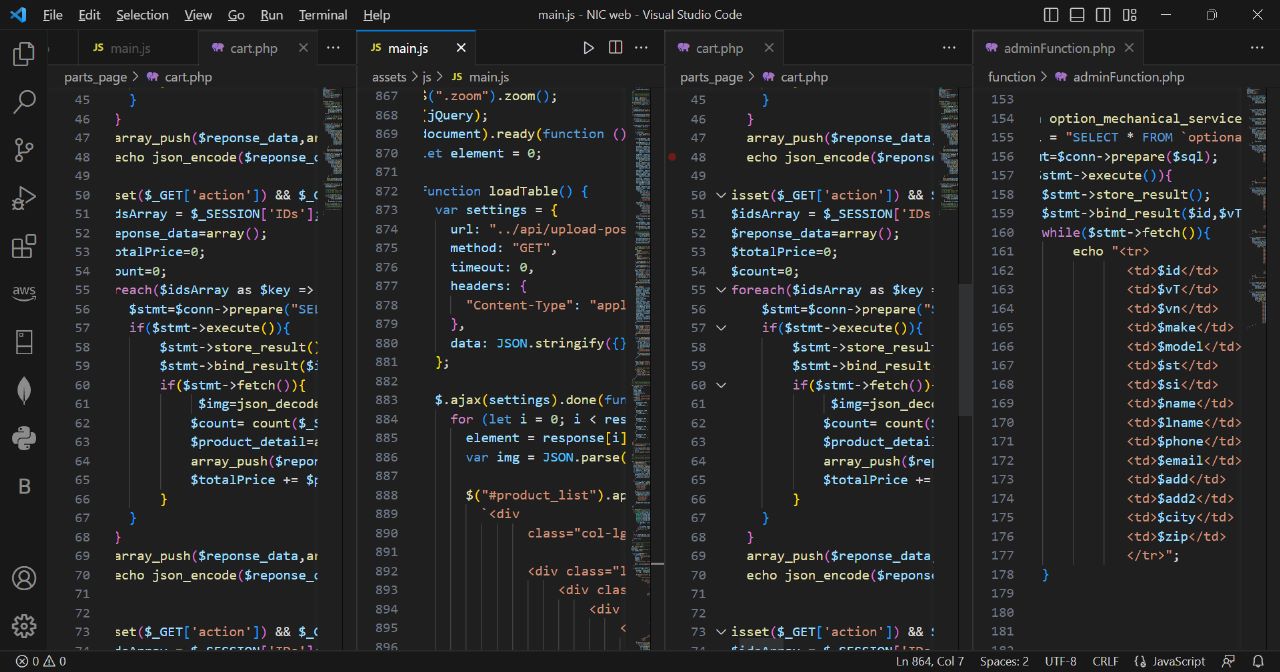 File Edit Selection View Go Run Terminal Help main.js - NIC web - Visual Studio Code
JS main.js
cart.php
parts_page > cart.php
45 }
46 }
47 array_push($reponse_data,ar
48 echo json_encode($reponse_d
49
50 sset($_GET['action']) && $_G
51 idsArray = $_SESSION['IDs'];
52 reponse_data=array();
53 totalPrice=0;
54 count=0;
55 reach($idsArray as $key =>
56 $stmt=$conn->prepare("SEL
57 if($stmt->execute()){
58 $stmt->store_result()
59 $stmt->bind_result($i
60 if($stmt->fetch()){
61 $img=json_decode
62 $count= count($_S
63 $product_detail=a
64 array_push($repor
65 $totalPrice += $p
66 }
67 }
68 }
69 array_push($reponse_data,ar
70 echo json_encode($reponse_d
71
72
73 sset($_GET['action']) && $_G
JS main.js
assets > js > JS main.js
867 $(".zoom").zoom();
868 (jQuery);
869 document).ready(function ()
870 let element = 0;
871
872 function loadTable() {
873 var settings = {
874 url: "../api/upload-pos
875 method: "GET",
876 timeout: 0,
877 headers: {
878 "Content-Type": "appl
879 },
880 data: JSON.stringify({}
881 };
882
883 $.ajax(settings).done(fun
884 for (let i = 0; i < res
885 element = response[i]
886 var img = JSON.parse(
887
888 $("#product_list").ap
889 `<div
890 class="col-lg
891
892 <div class="l
893 <div clas
894 <div
895 <
896
cart.php
parts_page > cart.php
45 }
46 }
47 array_push($reponse_data
48 echo json_encode($repons
49
50 isset($_GET['action']) && $
51 $idsArray = $_SESSION['IDs
52 $reponse_data=array();
53 $totalPrice=0;
54 $count=0;
55 foreach($idsArray as $key =
56 $stmt=$conn->prepare("S
57 if($stmt->execute()){
58 $stmt->store_resul
59 $stmt->bind_result
60 if($stmt->fetch()){
61 $img=json_deco
62 $count= count(
63 $product_detai
64 array_push($rep
65 $totalPrice +=
66 }
67 }
68 }
69 array_push($reponse_data
70 echo json_encode($repons
71
72
73 isset($_GET['action']) && $
74 $idsArray = $_SESSION['IDs
adminFunction.php
function > adminFunction.php
153
154 option_mechanical_service
155 = "SELECT * FROM `optiona
156 mt=$conn->prepare($sql);
157 $stmt->execute()){
158 $stmt->store_result();
159 $stmt->bind_result($id,$vT
160 while($stmt->fetch()){
161 echo "<tr>
162 <td>$id</td>
163 <td>$vT</td>
164 <td>$vn</td>
165 <td>$make</td>
166 <td>$model</td>
167 <td>$st</td>
168 <td>$si</td>
169 <td>$name</td>
170 <td>$lname</td>
171 <td>$phone</td>
172 <td>$email</td>
173 <td>$add</td>
174 <td>$add2</td>
175 <td>$city</td>
176 <td>$zip</td>
177 </tr>";
178 }
179
180
181
aws
B
0 0 Ln 864, Col 7 Spaces: 2 UTF-8 CRLF {} JavaScript